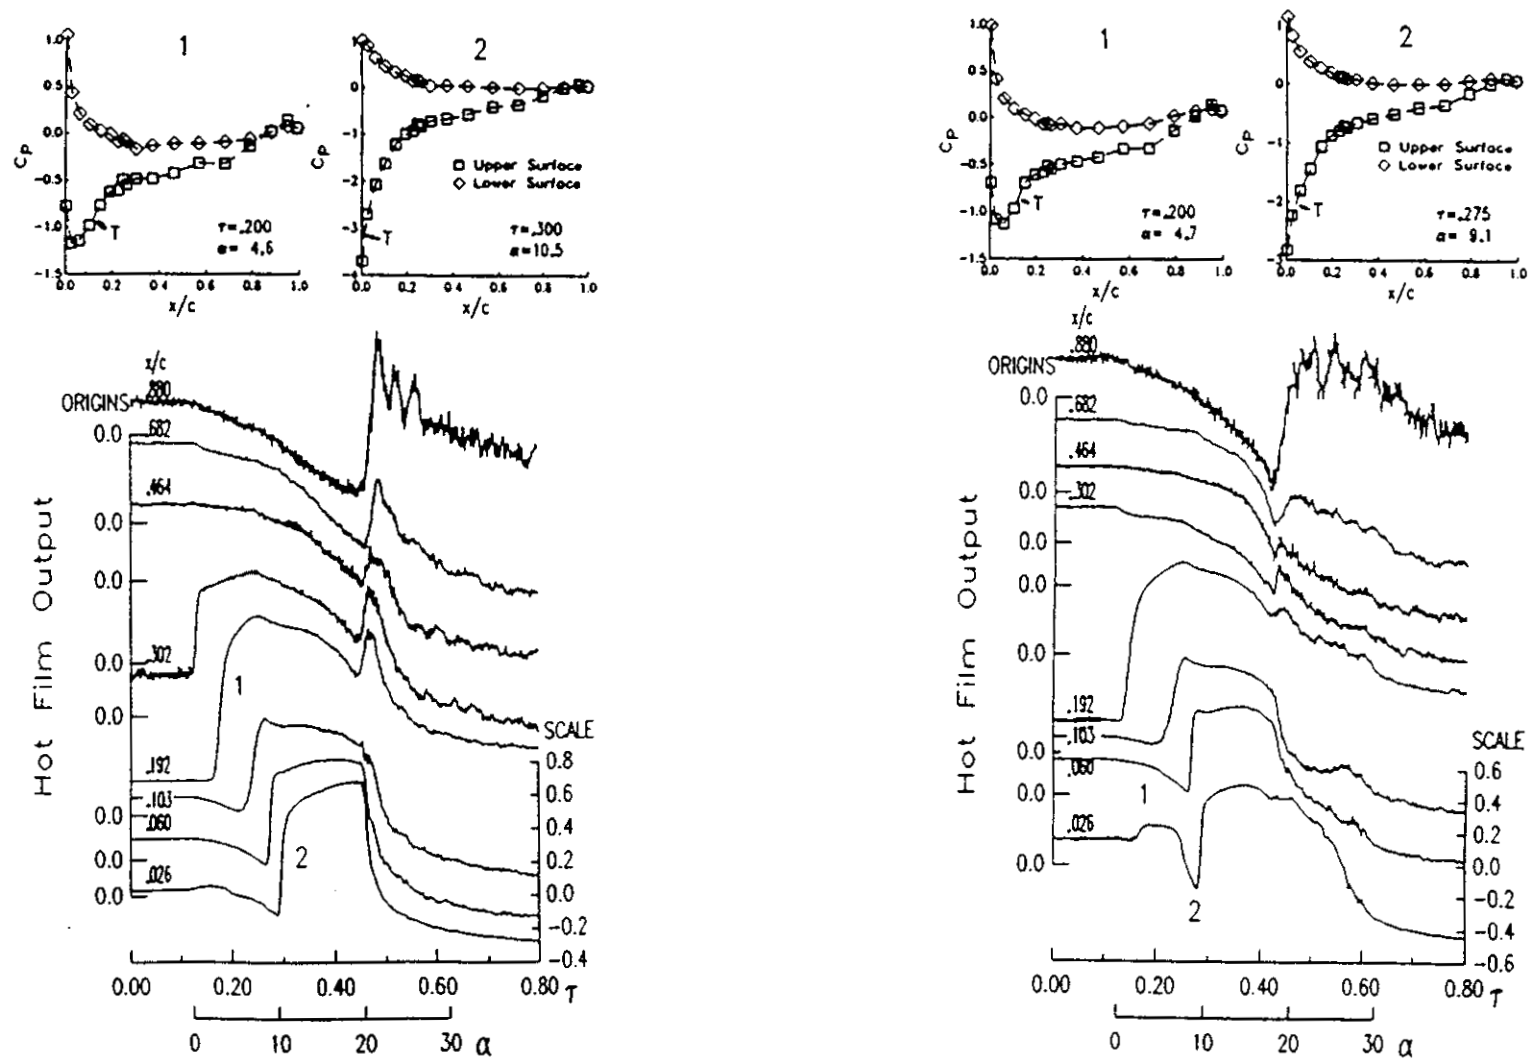 1
1.0
0.5
0.0
-0.5
-1.0
-1.5
CP
T
τ=.200
α= 4.6
0.0 0.2 0.4 0.6 0.8 1.0
x/c
2
1
0
-1
-2
-3
-4
CP
□ Upper Surface
◇ Lower Surface
T
τ=.300
α=10.5
0.0 0.2 0.4 0.6 0.8 1.0
x/c
x/c
.880
ORIGINS
0.0 .682
.464
0.0
0.0
0.0 .302
0.0
.192
.103
0.0
.060
0.0
.026
0.0
1
2
Hot Film Output
SCALE
0.8
0.6
0.4
0.2
0.0
-0.2
-0.4
0.00 0.20 0.40 0.60 0.80 τ
0 10 20 30 α
1
1.0
0.5
0.0
-0.5
-1.0
-1.5
CP
T
τ=.200
α= 4.7
0.0 0.2 0.4 0.6 0.8 1.0
x/c
2
1
0
-1
-2
-3
CP
□ Upper Surface
◇ Lower Surface
T
τ=.275
α= 9.1
0.0 0.2 0.4 0.6 0.8 1.0
x/c
x/c
.880
ORIGINS
0.0
.682
.464
0.0 .302
0.0
0.0
0.0
.192
.103
0.0
.060
0.0
.026
0.0
1
2
Hot Film Output
SCALE
0.6
0.4
0.2
0.0
-0.2
-0.4
-0.6
0.00 0.20 0.40 0.60 0.80 τ
0 10 20 30 α